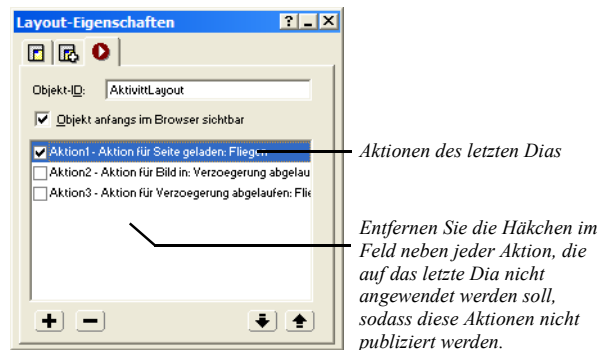 Layout-Eigenschaften
Objekt-ID: AktivittLayout
Objekt anfangs im Browser sichtbar
Aktion1 - Aktion für Seite geladen: Fliegen
Aktion2 - Aktion für Bild in: Verzoegerung abgelau
Aktion3 - Aktion für Verzoegerung abgelaufen: Flie
Aktionen des letzten Dias
Entfernen Sie die Häkchen im
Feld neben jeder Aktion, die
auf das letzte Dia nicht
angewendet werden soll,
sodass diese Aktionen nicht
publiziert werden.